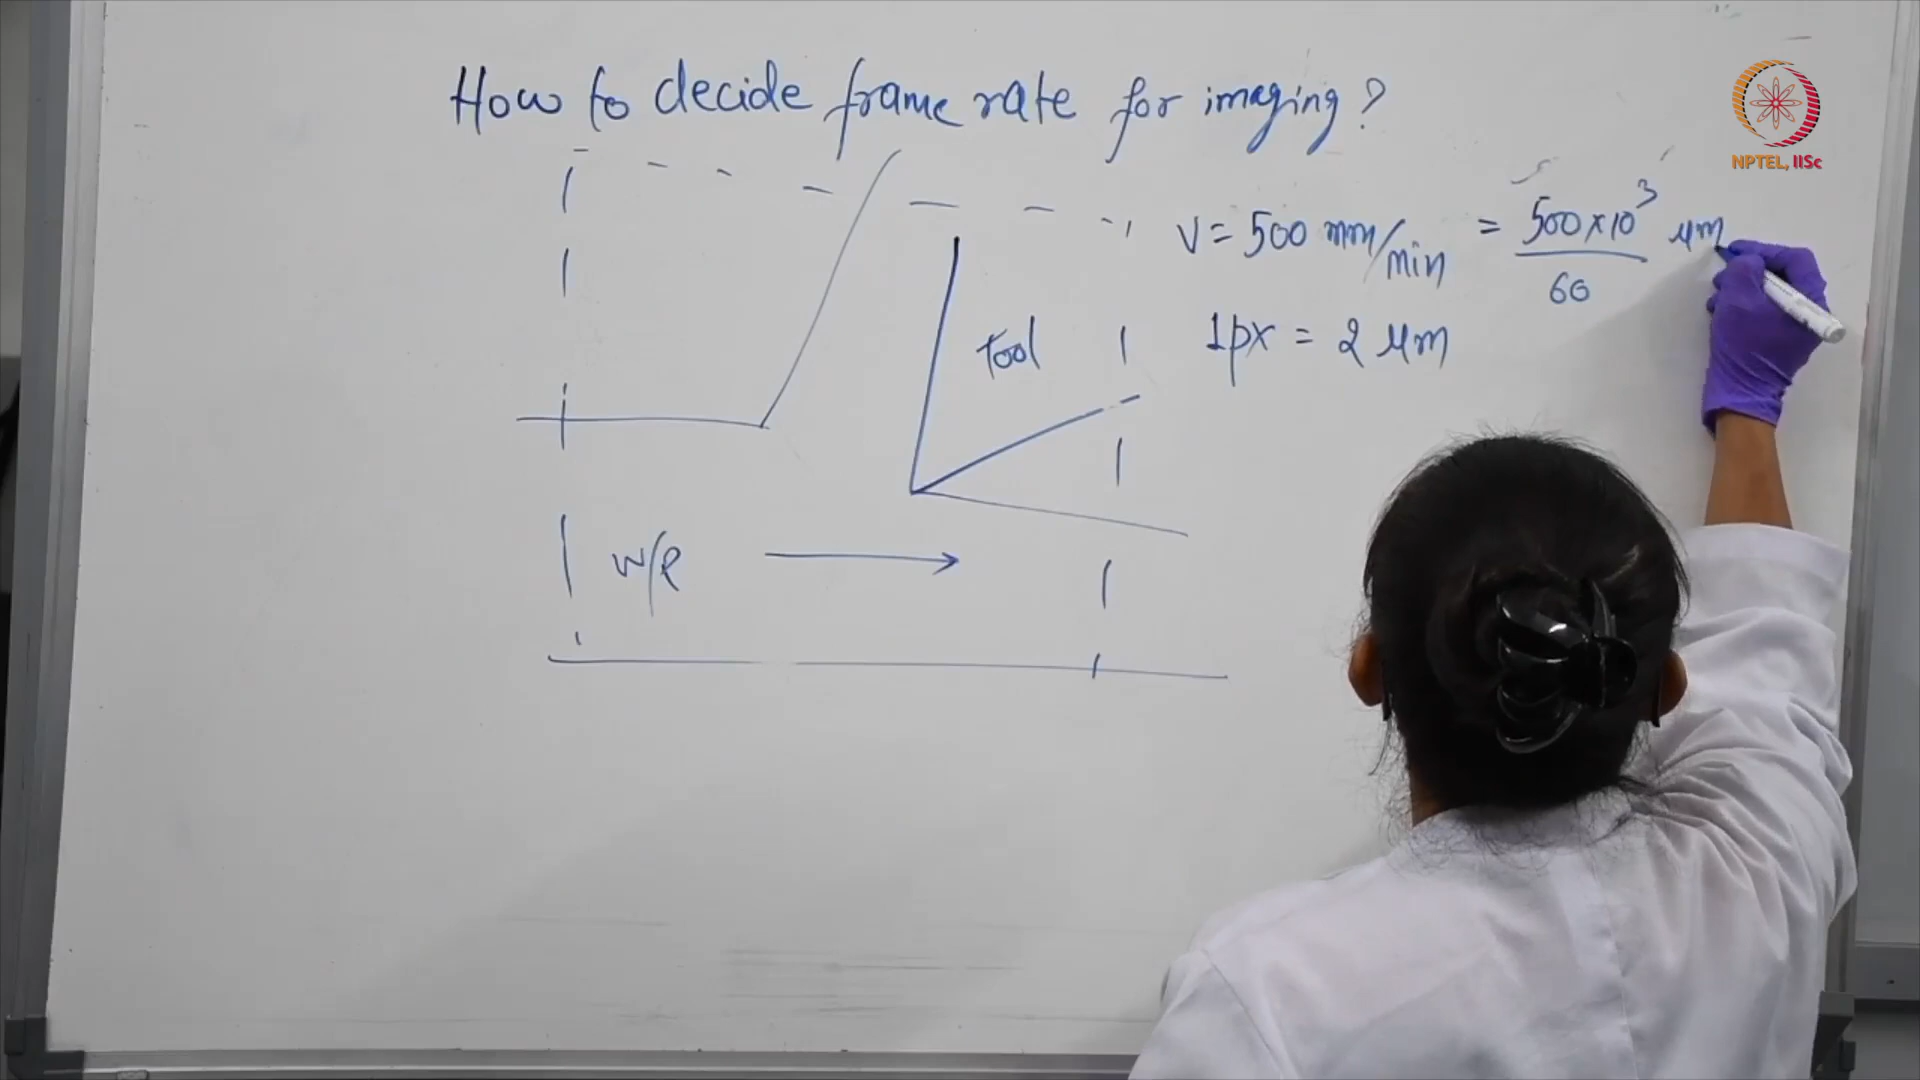 How to decide frame rate for imaging?
NPTEL, IISc
V = 500 mm/min = 500×10³/60 μm
tool
1px = 2 μm
w/p